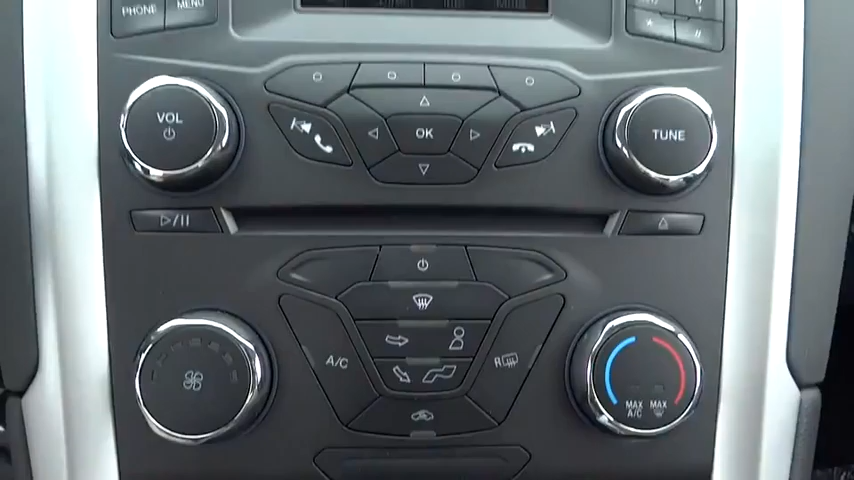 PHONE MENU
VOL
OK
TUNE
A/C
R
MAX A/C
MAX